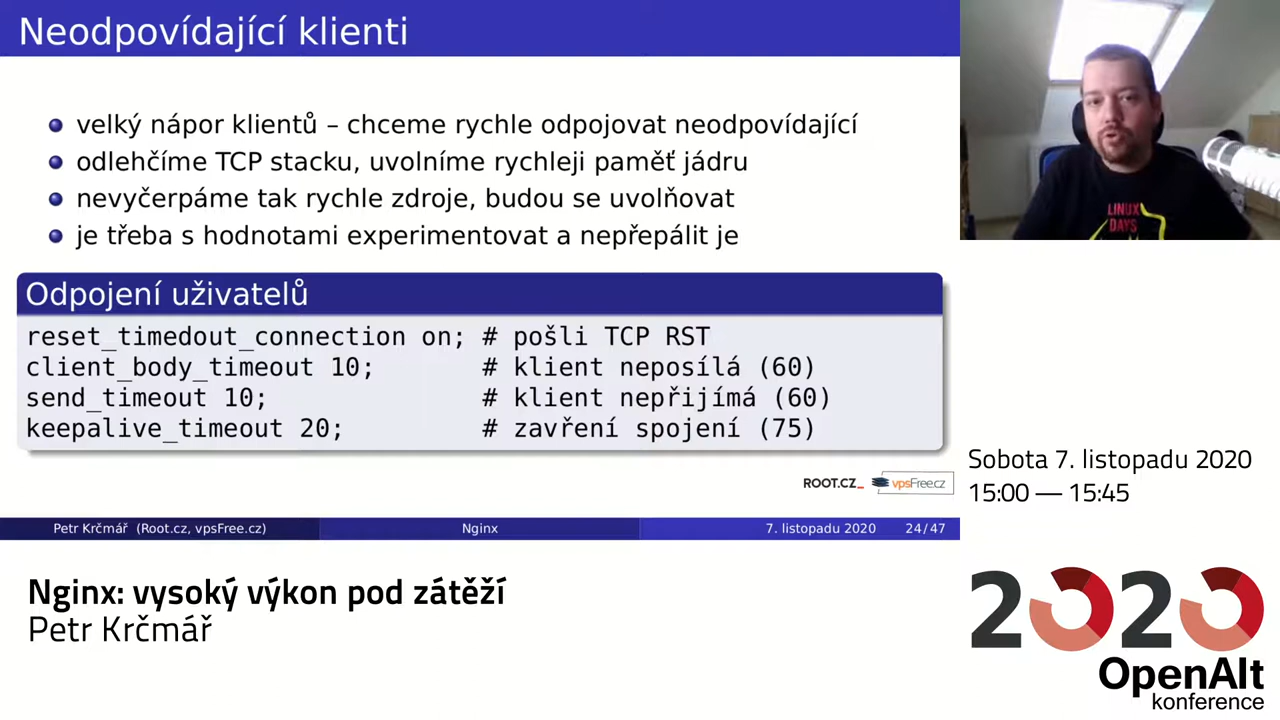 Neodpovídající klienti
velký nápor klientů – chceme rychle odpojovat neodpovídající
odlehčíme TCP stacku, uvolníme rychleji paměť jádru
nevyčerpáme tak rychle zdroje, budou se uvolňovat
je třeba s hodnotami experimentovat a nepřepálit je
Odpojení uživatelů
reset_timedout_connection on; # pošli TCP RST
client_body_timeout 10; # klient neposílá (60)
send_timeout 10; # klient nepřijímá (60)
keepalive_timeout 20; # zavření spojení (75)
ROOT.CZ_ vpsFree.cz
Petr Krčmář (Root.cz, vpsFree.cz) Nginx 7. listopadu 2020 24/47
LINUX
DAYS
Sobota 7. listopadu 2020
15:00 — 15:45
Nginx: vysoký výkon pod zátěží
Petr Krčmář
2020
OpenAlt
konference